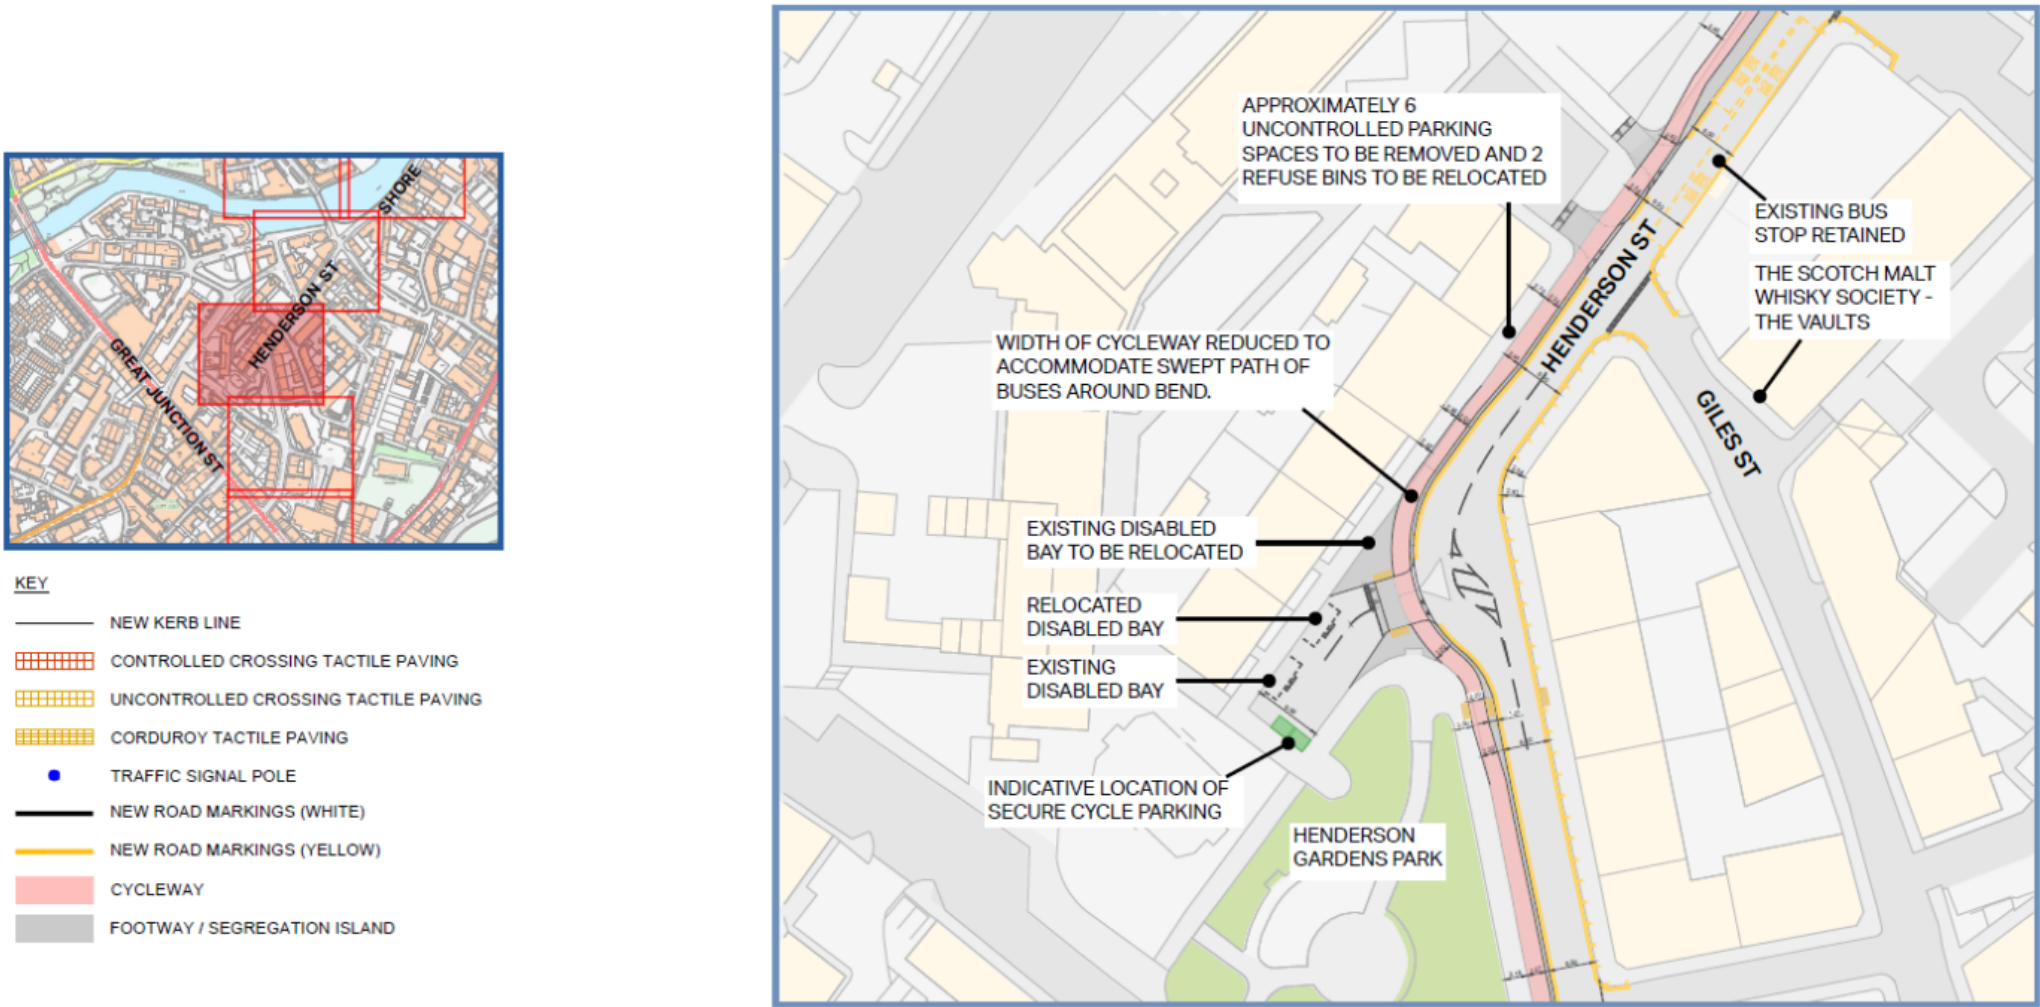 SHORE
HENDERSON ST
GREAT JUNCTION ST
KEY
NEW KERB LINE
CONTROLLED CROSSING TACTILE PAVING
UNCONTROLLED CROSSING TACTILE PAVING
CORDUROY TACTILE PAVING
TRAFFIC SIGNAL POLE
NEW ROAD MARKINGS (WHITE)
NEW ROAD MARKINGS (YELLOW)
CYCLEWAY
FOOTWAY / SEGREGATION ISLAND
APPROXIMATELY 6
UNCONTROLLED PARKING
SPACES TO BE REMOVED AND 2
REFUSE BINS TO BE RELOCATED
EXISTING BUS
STOP RETAINED
THE SCOTCH MALT
WHISKY SOCIETY -
THE VAULTS
HENDERSON ST
GILES ST
WIDTH OF CYCLEWAY REDUCED TO
ACCOMMODATE SWEPT PATH OF
BUSES AROUND BEND.
EXISTING DISABLED
BAY TO BE RELOCATED
RELOCATED
DISABLED BAY
EXISTING
DISABLED BAY
INDICATIVE LOCATION OF
SECURE CYCLE PARKING
HENDERSON
GARDENS PARK